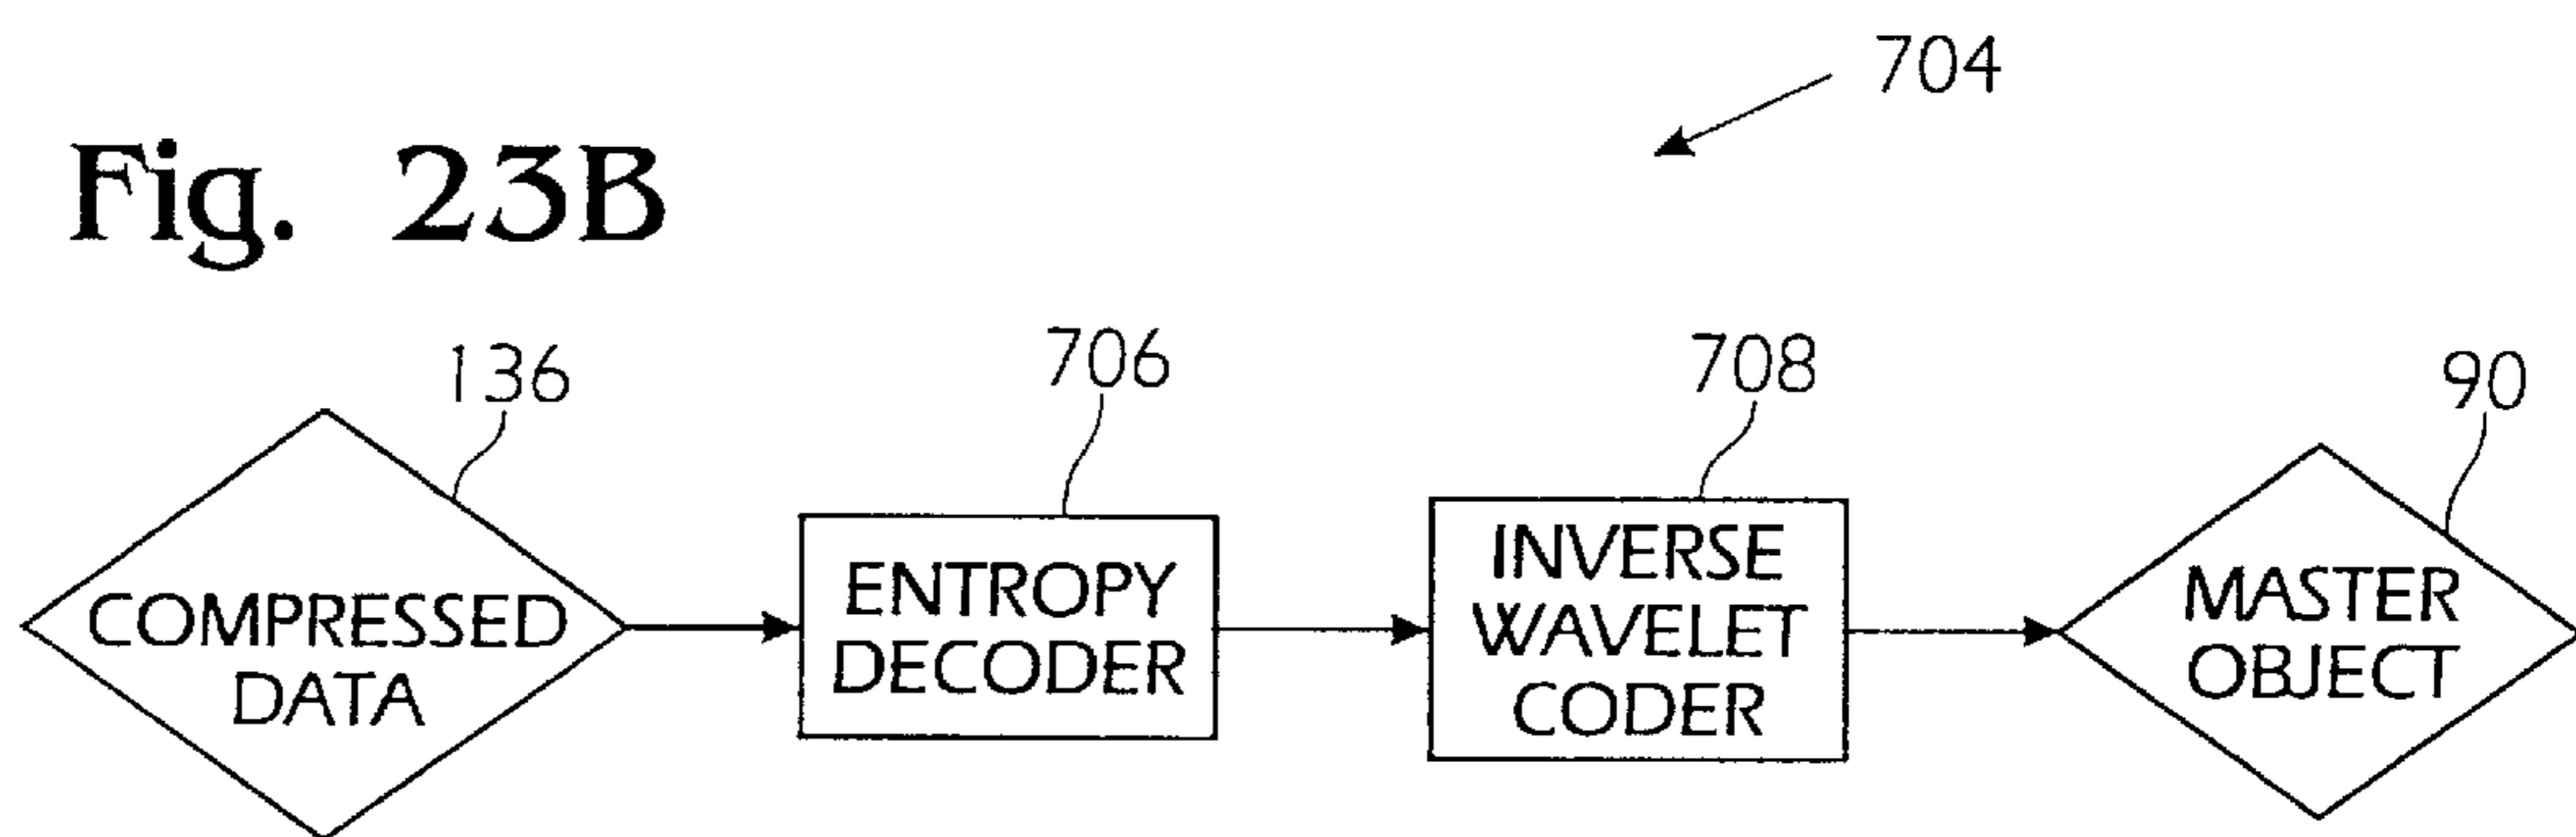 704
Fig. 23B
136
706
708
90
COMPRESSED
DATA
ENTROPY
DECODER
INVERSE
WAVELET
CODER
MASTER
OBJECT